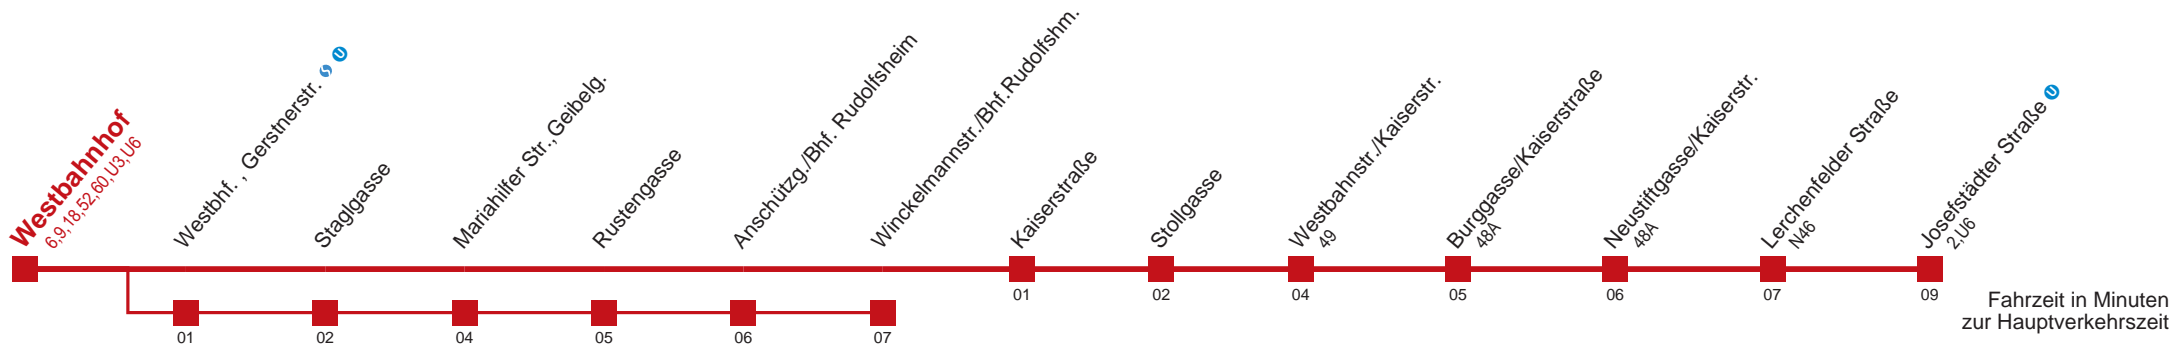 Westbahnhof
6,9,18,52,60,U3,U6
Westbhf. , Gerstnerstr. S U
Staglgasse
Mariahilfer Str., Geibelg.
Rustengasse
Anschützg./Bhf. Rudolfsheim
Winckelmannstr./Bhf.Rudolfshm.
Kaiserstraße
Stollgasse
Westbahnstr./Kaiserstr.
49
Burggasse/Kaiserstraße
48A
Neustiftgasse/Kaiserstr.
48A
Lerchenfelder Straße
N46
Josefstädter Straße U
2,U6
01 02 04 05 06 07 09
01 02 04 05 06 07
Fahrzeit in Minuten
zur Hauptverkehrszeit